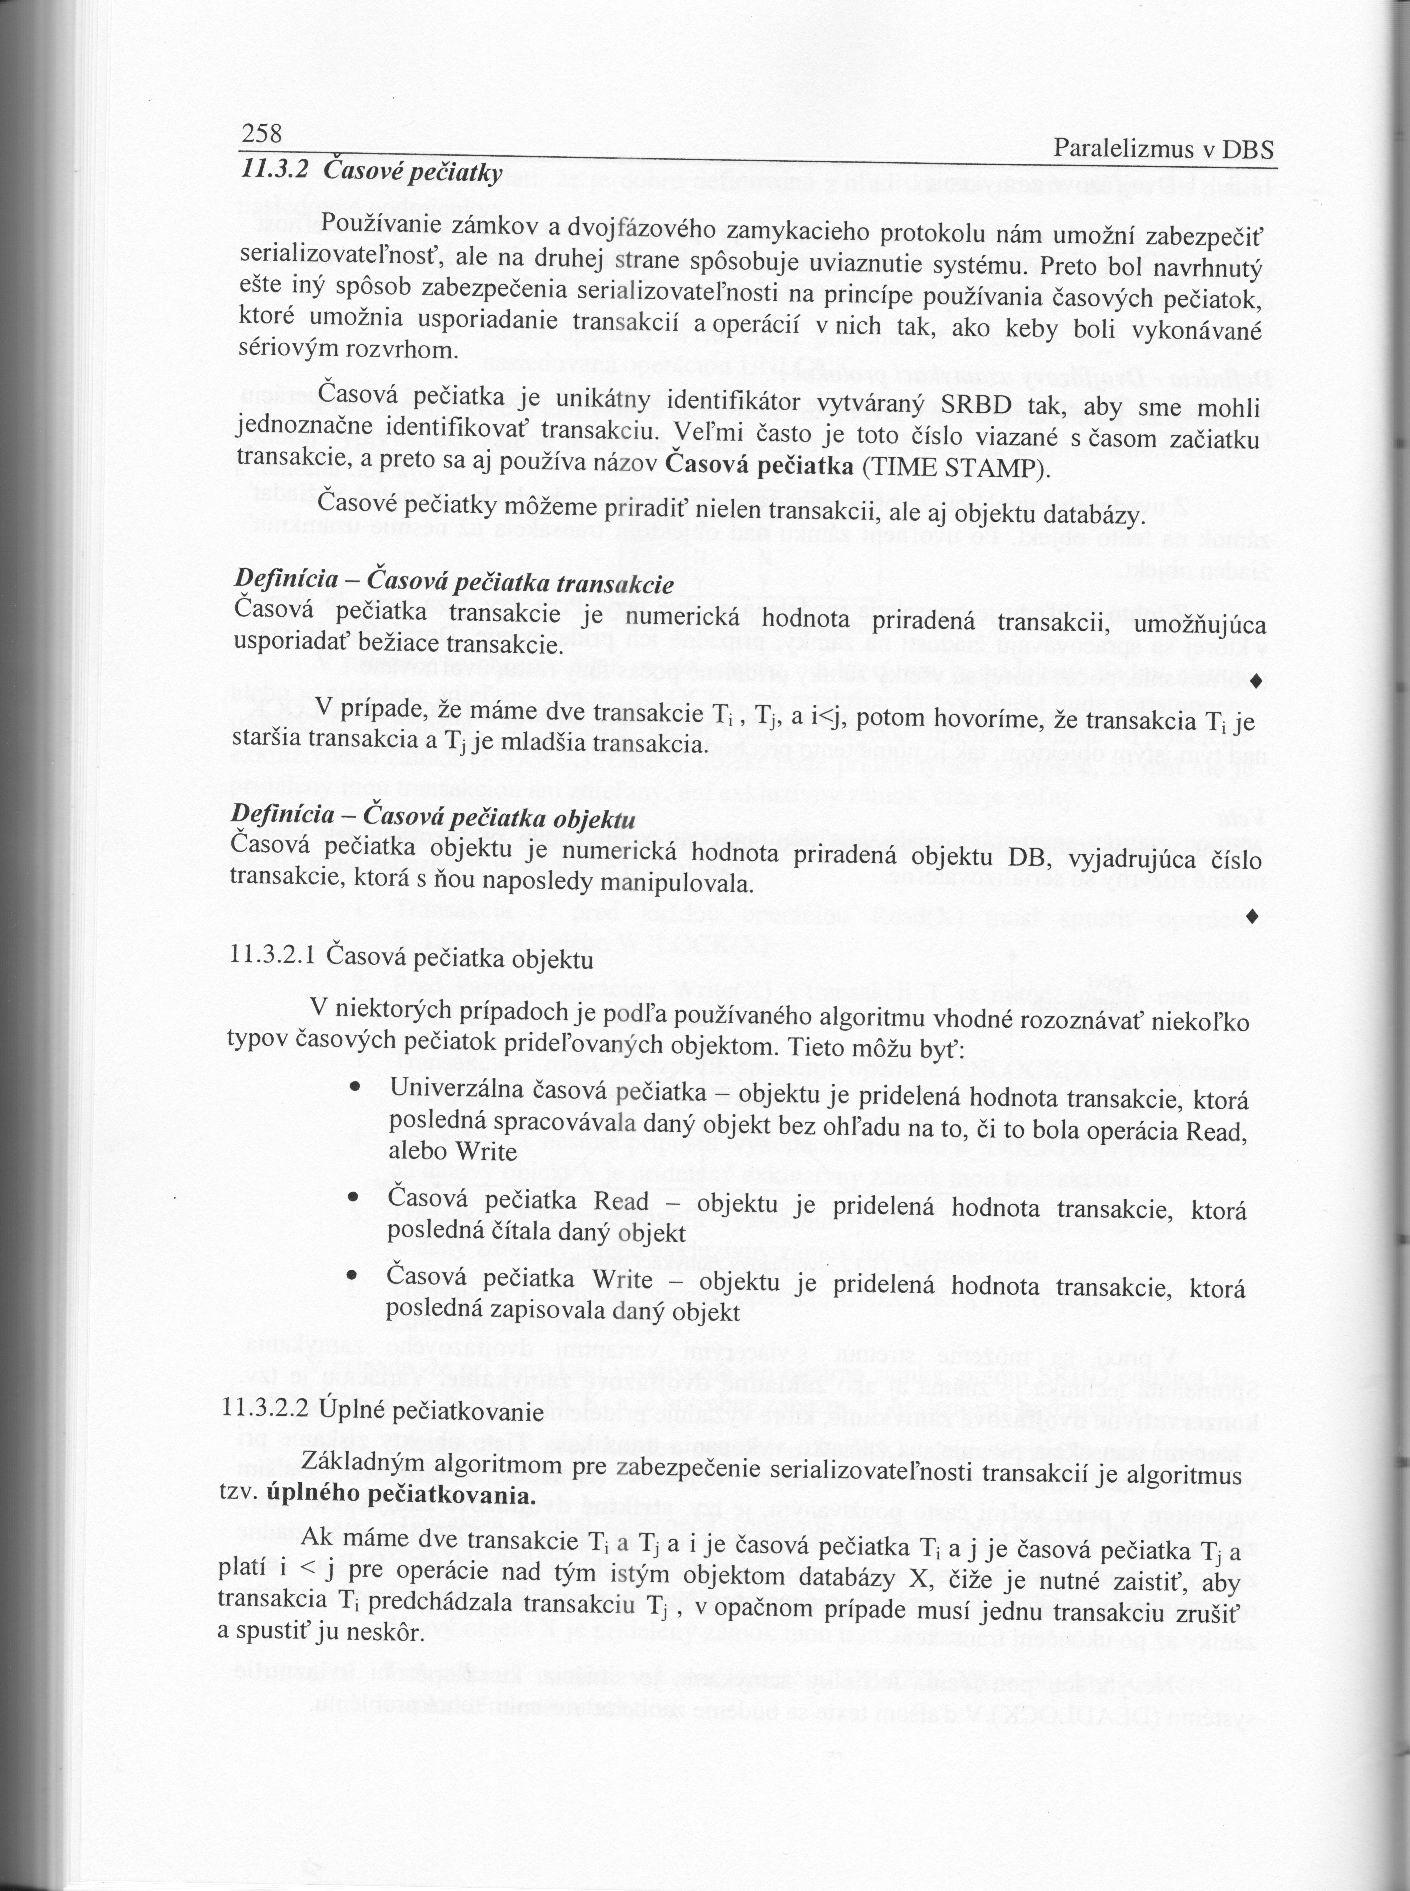 258
Paralelizmus v DBS
11.3.2 Časové pečiatky
Používanie zámkov a dvojfázového zamykacieho protokolu nám umožní zabezpečiť
serializovateľnosť, ale na druhej strane spôsobuje uviaznutie systému. Preto bol navrhnutý
ešte iný spôsob zabezpečenia serializovateľnosti na princípe používania časových pečiatok,
ktoré umožnia usporiadanie transakcií a operácií v nich tak, ako keby boli vykonávané
sériovým rozvrhom.
Časová pečiatka je unikátny identifikátor vytváraný SRBD tak, aby sme mohli
jednoznačne identifikovať transakciu. Veľmi často je toto číslo viazané s časom začiatku
transakcie, a preto sa aj používa názov Časová pečiatka (TIME STAMP).
Časové pečiatky môžeme priradiť nielen transakcii, ale aj objektu databázy.
Definícia – Časová pečiatka transakcie
Časová pečiatka transakcie je numerická hodnota priradená transakcii, umožňujúca
usporiadať bežiace transakcie.
♦
V prípade, že máme dve transakcie Ti , Tj, a i<j, potom hovoríme, že transakcia Ti je
staršia transakcia a Tj je mladšia transakcia.
Definícia – Časová pečiatka objektu
Časová pečiatka objektu je numerická hodnota priradená objektu DB, vyjadrujúca číslo
transakcie, ktorá s ňou naposledy manipulovala.
♦
11.3.2.1 Časová pečiatka objektu
V niektorých prípadoch je podľa používaného algoritmu vhodné rozoznávať niekoľko
typov časových pečiatok prideľovaných objektom. Tieto môžu byť:
• Univerzálna časová pečiatka – objektu je pridelená hodnota transakcie, ktorá
posledná spracovávala daný objekt bez ohľadu na to, či to bola operácia Read,
alebo Write
• Časová pečiatka Read – objektu je pridelená hodnota transakcie, ktorá
posledná čítala daný objekt
• Časová pečiatka Write – objektu je pridelená hodnota transakcie, ktorá
posledná zapisovala daný objekt
11.3.2.2 Úplné pečiatkovanie
Základným algoritmom pre zabezpečenie serializovateľnosti transakcií je algoritmus
tzv. úplného pečiatkovania.
Ak máme dve transakcie Ti a Tj a i je časová pečiatka Ti a j je časová pečiatka Tj a
platí i < j pre operácie nad tým istým objektom databázy X, čiže je nutné zaistiť, aby
transakcia Ti predchádzala transakciu Tj , v opačnom prípade musí jednu transakciu zrušiť
a spustiť ju neskôr.